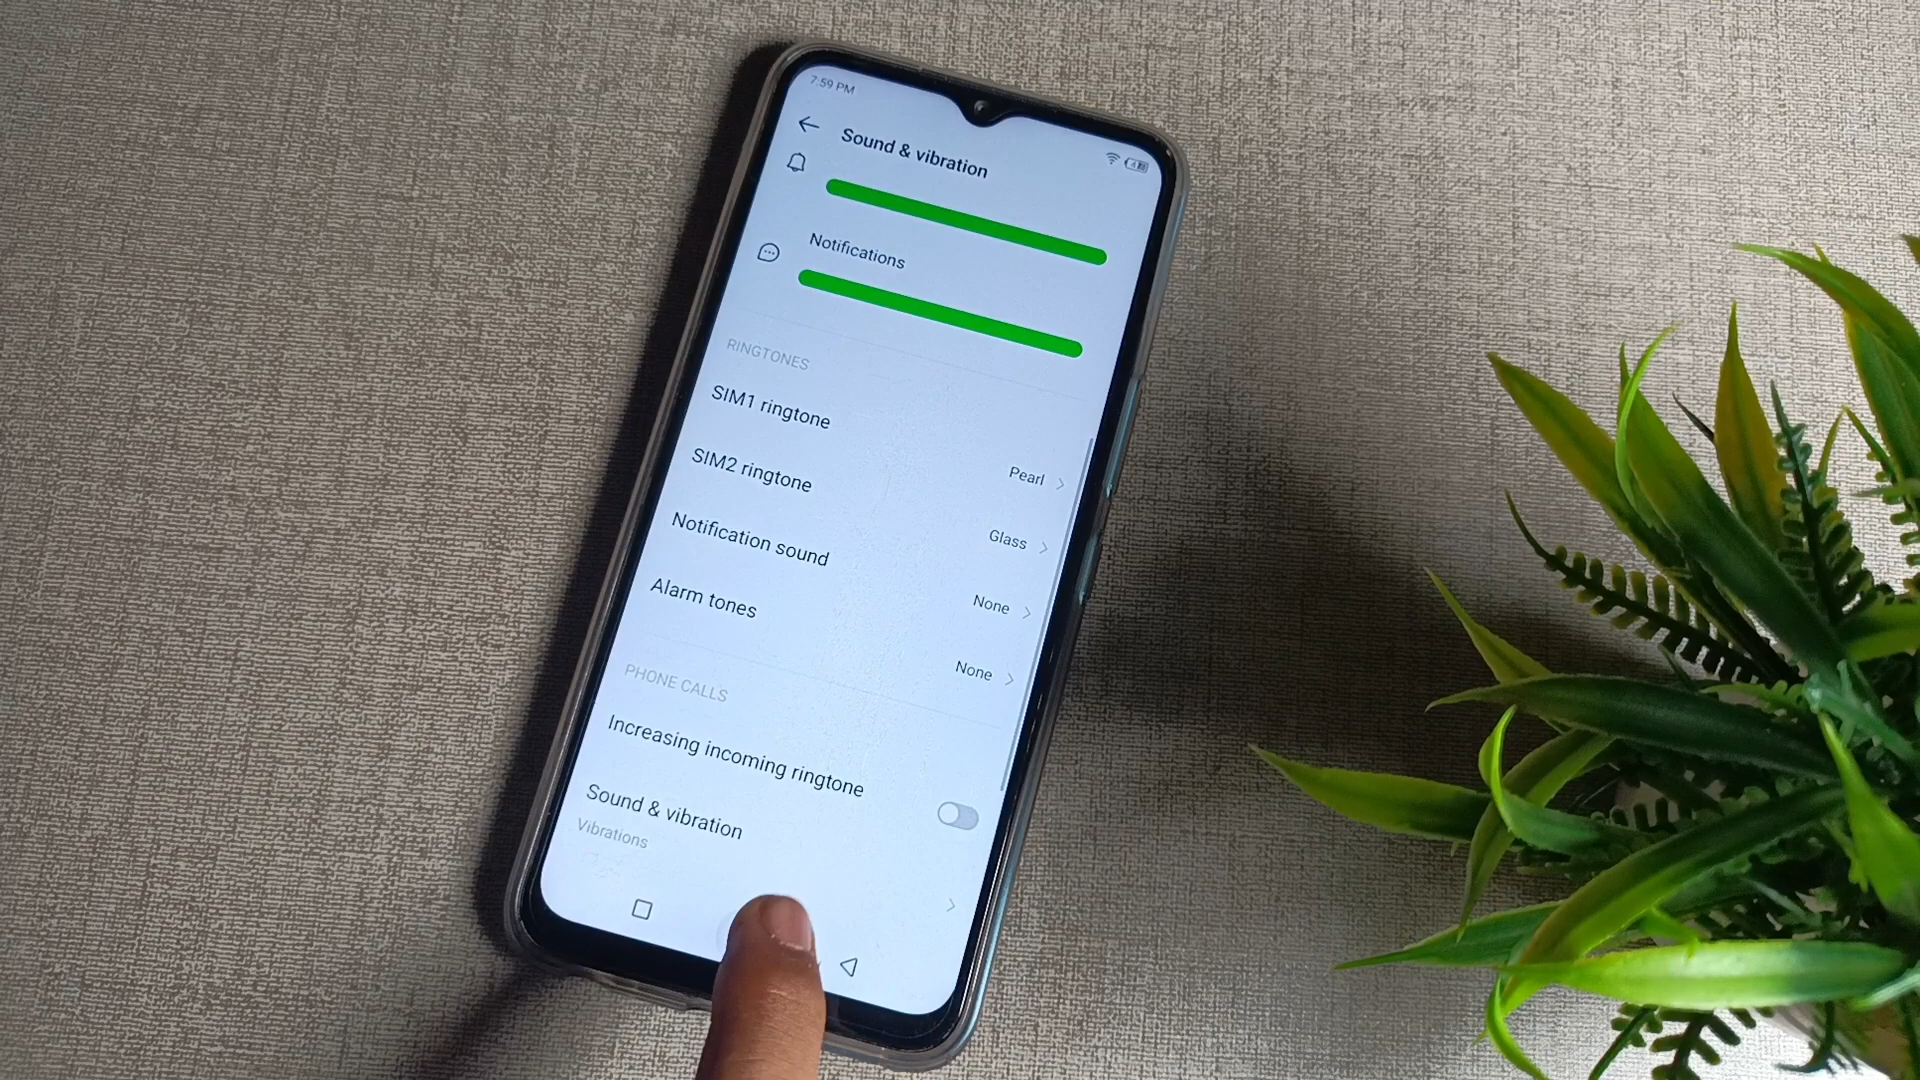 7:59 PM
Sound & vibration
Notifications
RINGTONES
SIM1 ringtone
Pearl
SIM2 ringtone
Glass
Notification sound
None
Alarm tones
None
PHONE CALLS
Increasing incoming ringtone
Sound & vibration
Vibrations